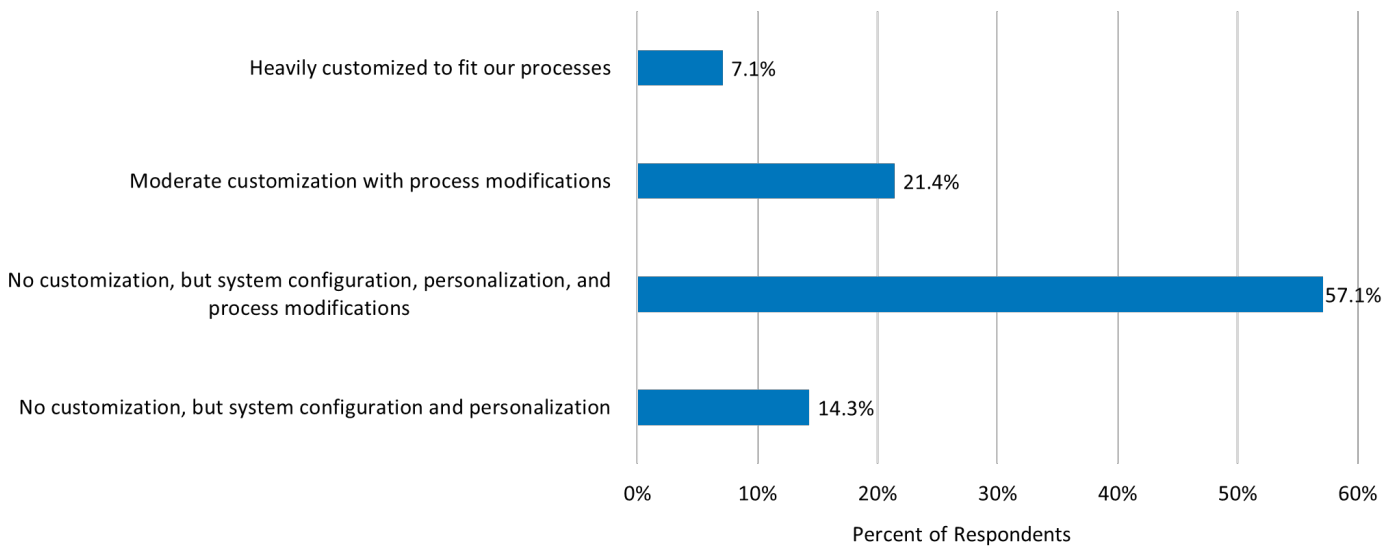 Heavily customized to fit our processes
7.1%
Moderate customization with process modifications
21.4%
No customization, but system configuration, personalization, and
process modifications
57.1%
No customization, but system configuration and personalization
14.3%
0% 10% 20% 30% 40% 50% 60%
Percent of Respondents